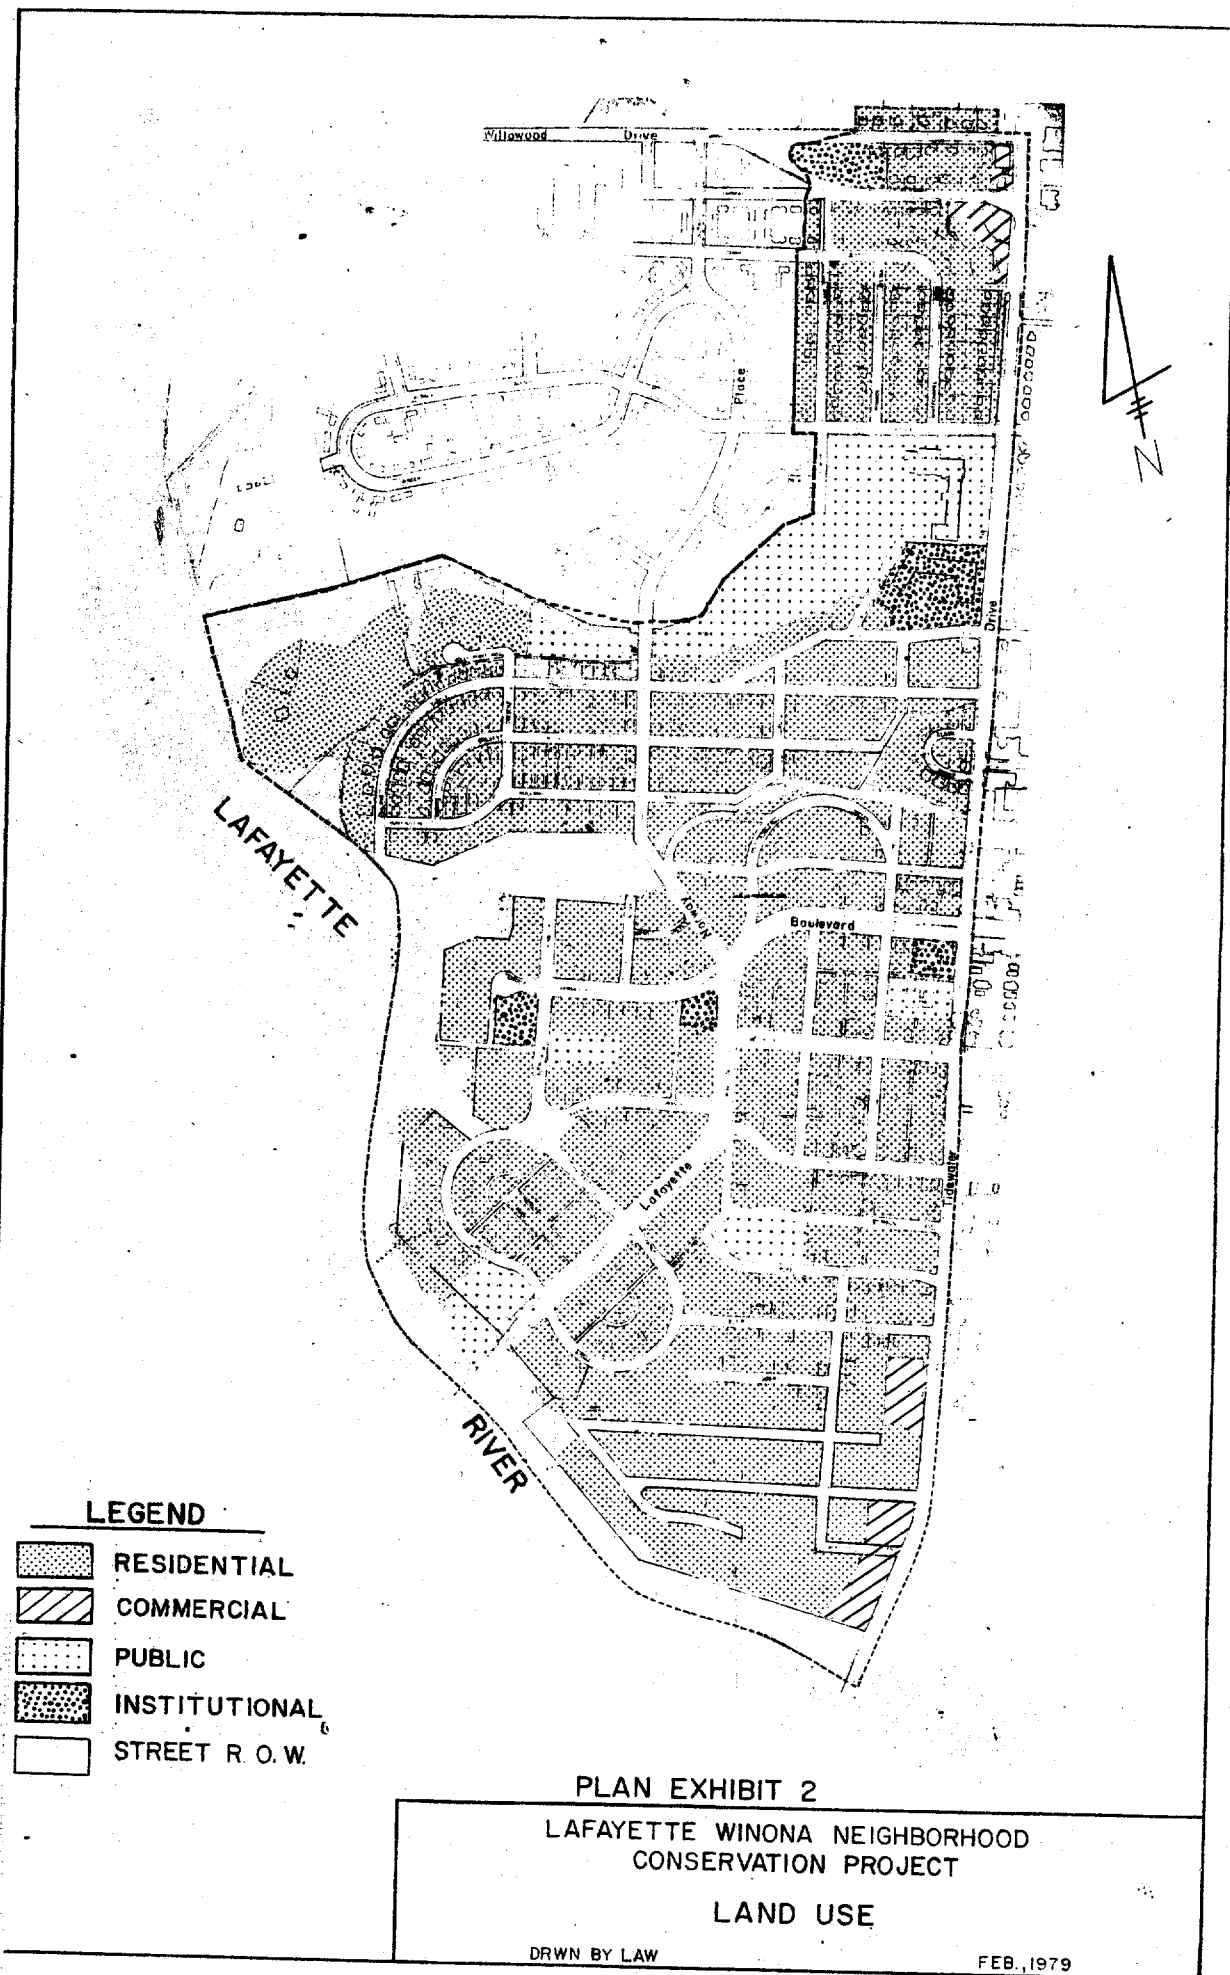 Willowood Drive
Place
Drive
LAFAYETTE
Boulevard
Lafayette
Tidewater
RIVER
N
LEGEND
RESIDENTIAL
COMMERCIAL
PUBLIC
INSTITUTIONAL
STREET R.O.W.
PLAN EXHIBIT 2
LAFAYETTE WINONA NEIGHBORHOOD
CONSERVATION PROJECT
LAND USE
DRWN BY LAW
FEB.,1979